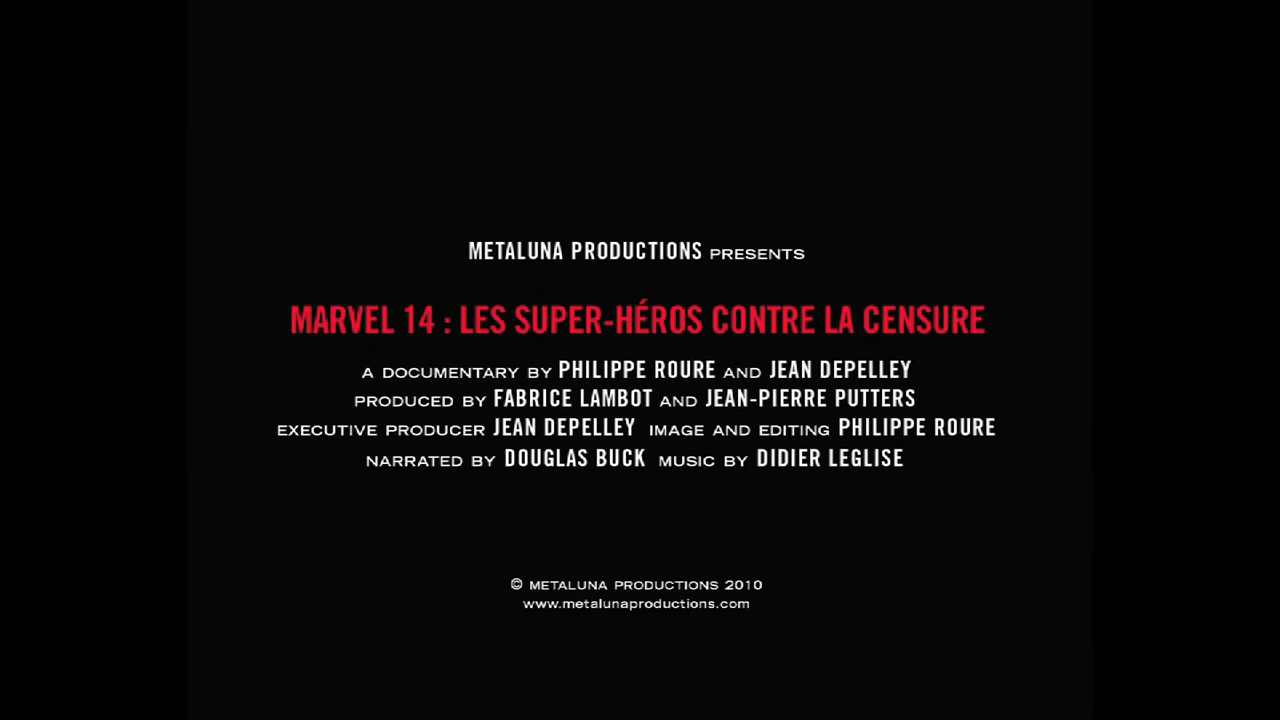 METALUNA PRODUCTIONS PRESENTS
MARVEL 14 : LES SUPER-HÉROS CONTRE LA CENSURE
A DOCUMENTARY BY PHILIPPE ROURE AND JEAN DEPELLEY
PRODUCED BY FABRICE LAMBOT AND JEAN-PIERRE PUTTERS
EXECUTIVE PRODUCER JEAN DEPELLEY IMAGE AND EDITING PHILIPPE ROURE
NARRATED BY DOUGLAS BUCK MUSIC BY DIDIER LEGLISE
© METALUNA PRODUCTIONS 2010
www.metalunaproductions.com